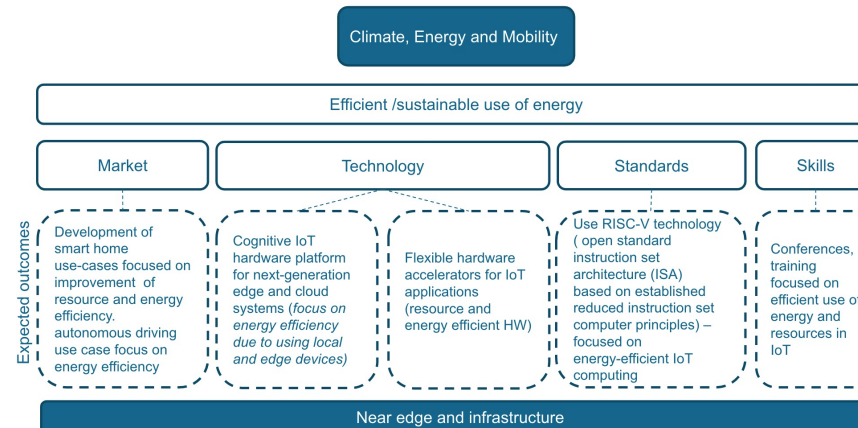 Climate, Energy and Mobility
Efficient /sustainable use of energy
Market
Technology
Standards
Skills
Expected outcomes
Development of
smart home
use-cases focused on
improvement of
resource and energy
efficiency.
autonomous driving
use case focus on
energy efficiency
Cognitive IoT
hardware platform
for next-generation
edge and cloud
systems (focus on
energy efficiency
due to using local
and edge devices)
Flexible hardware
accelerators for IoT
applications
(resource and
energy efficient HW)
Use RISC-V technology
( open standard
instruction set
architecture (ISA)
based on established
reduced instruction set
computer principles) –
focused on
energy-efficient IoT
computing
Conferences,
training
focused on
efficient use of
energy and
resources in
IoT
Near edge and infrastructure